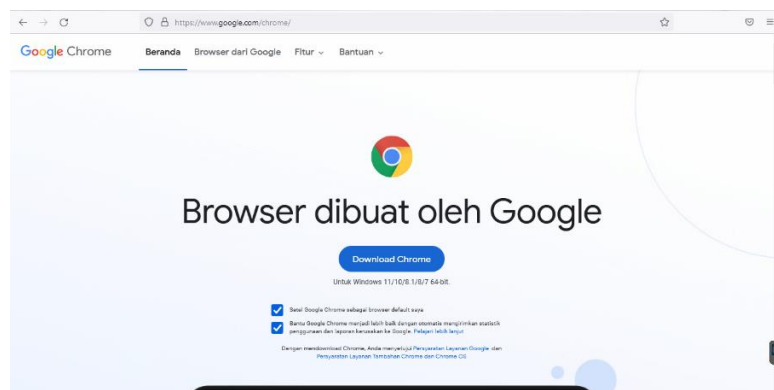 https://www.google.com/chrome/
Google Chrome Beranda Browser dari Google Fitur Bantuan
Browser dibuat oleh Google
Download Chrome
Untuk Windows 11/10/8.1/8/7 64-bit.
Setel Google Chrome sebagai browser default saya
Bantu Google Chrome menjadi lebih baik dengan otomatis mengirimkan statistik
penggunaan dan laporan kerusakan ke Google. Pelajari lebih lanjut
Dengan mendownload Chrome, Anda menyetujui Persyaratan Layanan Google dan
Persyaratan Layanan Tambahan Chrome dan Chrome OS